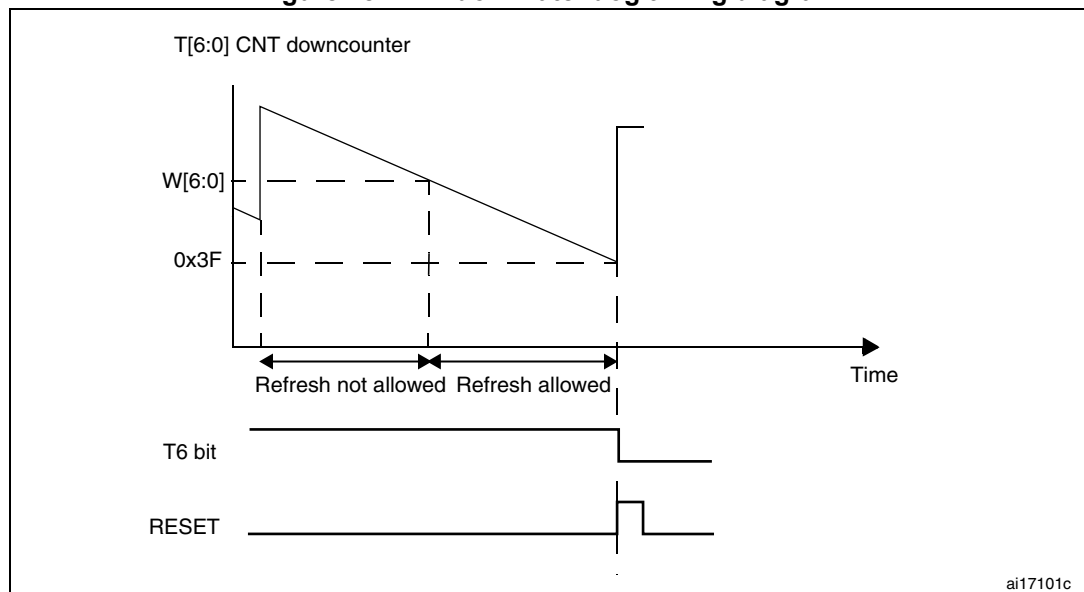 T[6:0] CNT downcounter
W[6:0]
0x3F
Refresh not allowed Refresh allowed
Time
T6 bit
RESET
ai17101c